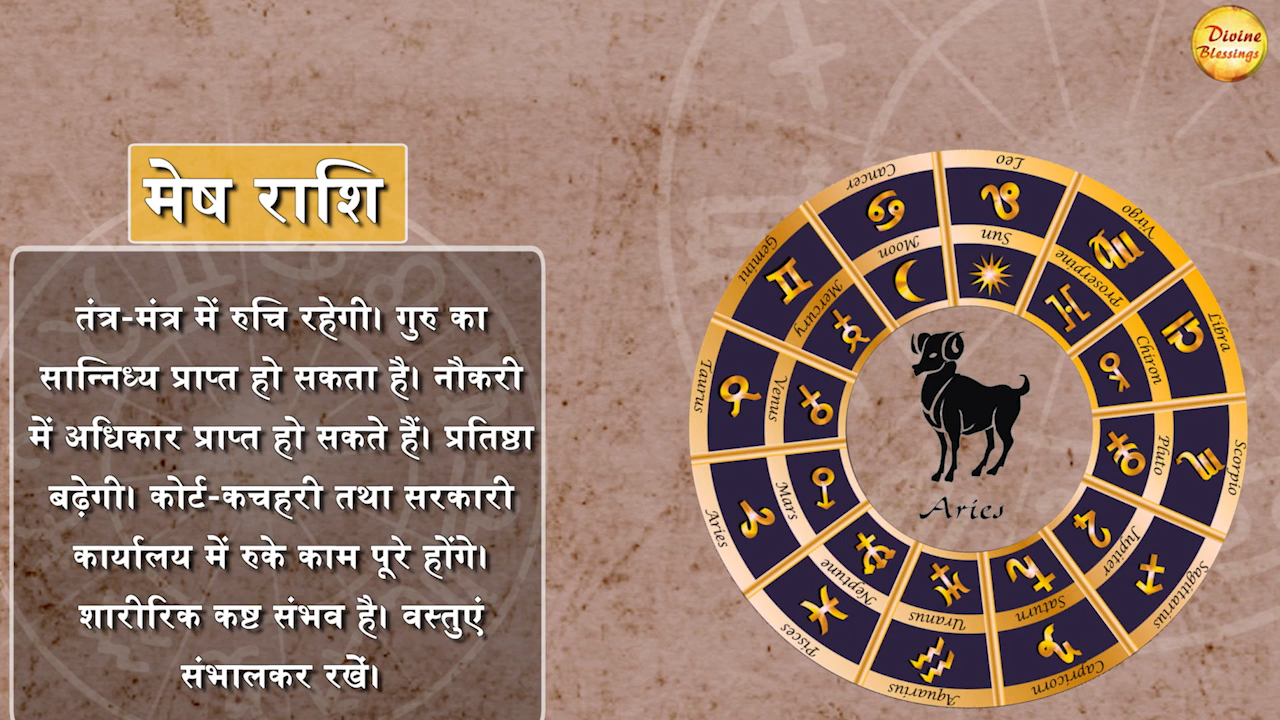 Divine
Blessings
मेष राशि
तंत्र-मंत्र में रुचि रहेगी। गुरु का
सान्निध्य प्राप्त हो सकता है। नौकरी
में अधिकार प्राप्त हो सकते हैं। प्रतिष्ठा
बढ़ेगी। कोर्ट-कचहरी तथा सरकारी
कार्यालय में रुके काम पूरे होंगे।
शारीरिक कष्ट संभव है। वस्तुएं
संभालकर रखें।
Leo
Virgo
Libra
Scorpio
Sagittarius
Capricorn
Aquarius
Pisces
Aries
Taurus
Gemini
Cancer
Sun
Proserpine
Chiron
Pluto
Jupiter
Saturn
Uranus
Neptune
Mars
Venus
Mercury
Moon
Aries